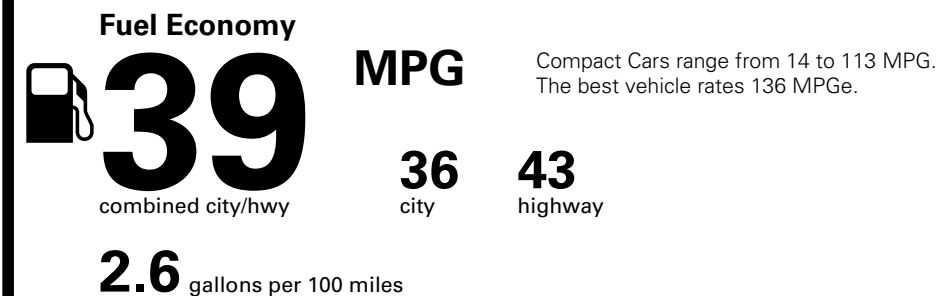 Fuel Economy
39 MPG
Compact Cars range from 14 to 113 MPG.
The best vehicle rates 136 MPGe.
combined city/hwy
36
city
43
highway
2.6 gallons per 100 miles